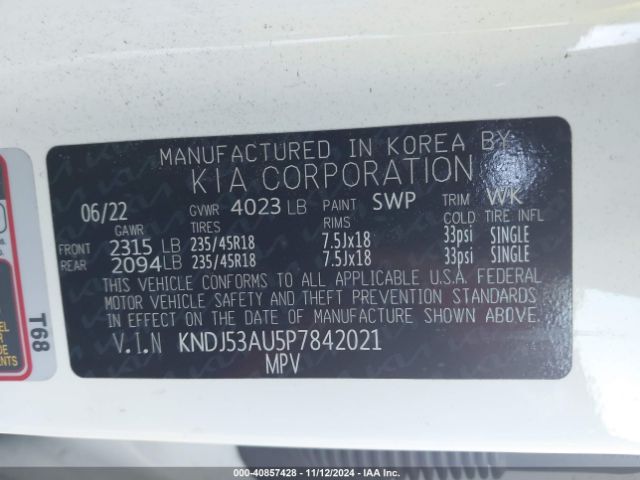 MANUFACTURED IN KOREA BY
KIA CORPORATION
06/22 GVWR 4023 LB PAINT SWP TRIM WK
GAWR TIRES RIMS COLD TIRE INFL
FRONT 2315 LB 235/45R18 7.5Jx18 33psi SINGLE
REAR 2094 LB 235/45R18 7.5Jx18 33psi SINGLE
THIS VEHICLE CONFORMS TO ALL APPLICABLE U.S.A. FEDERAL
MOTOR VEHICLE SAFETY AND THEFT PREVENTION STANDARDS
IN EFFECT ON THE DATE OF MANUFACTURE SHOWN ABOVE.
V.I.N KNDJ53AU5P7842021
MPV
T68
000-40857428 - 11/12/2024 - IAA Inc.